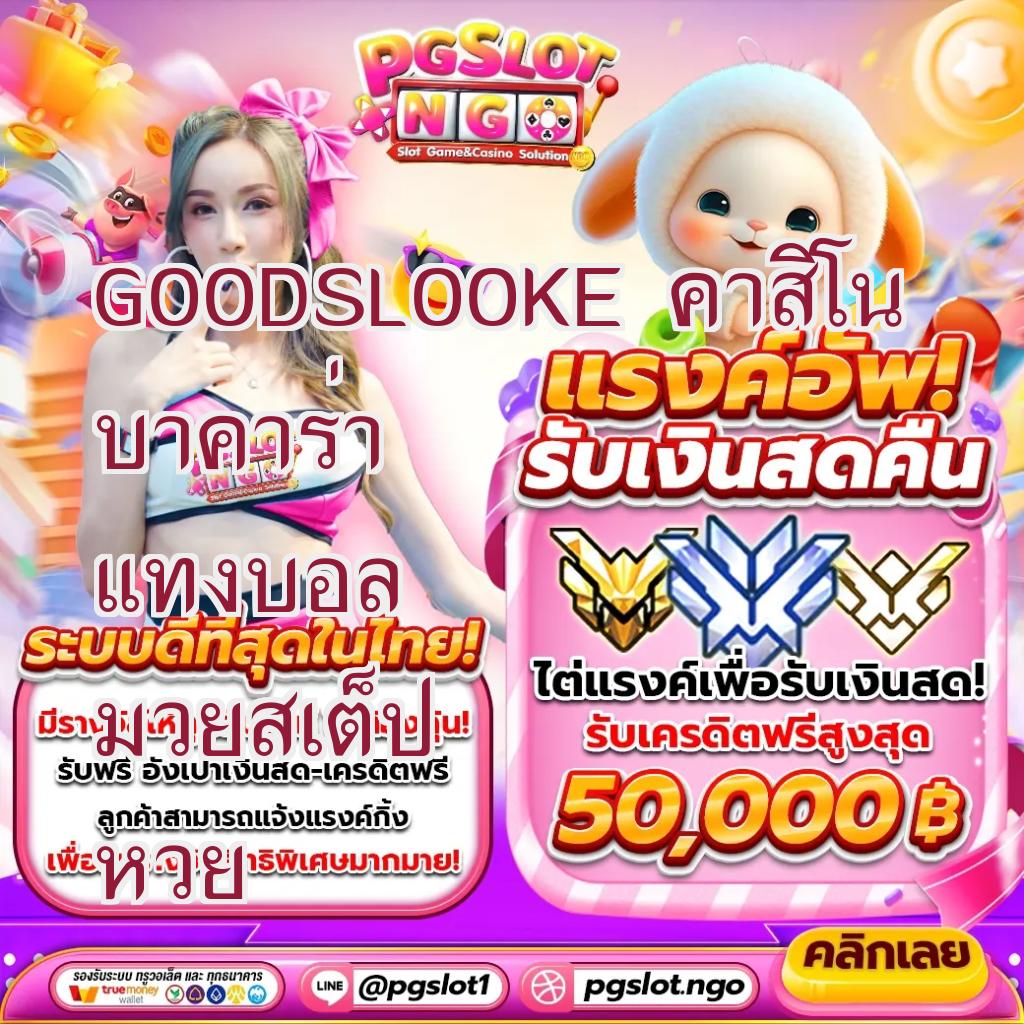 PGSLOT
NGO
Slot Game&Casino Solution
GOODSLOOKE คาสิโน
บาคาร่า
แทงบอล
มวยสเต็ป
หวย
แรงค์อัพ!
รับเงินสดคืน
ไต่แรงค์เพื่อรับเงินสด!
รับเครดิตฟรีสูงสุด
50,000 ฿
ระบบดีที่สุดในไทย!
รับฟรี อั่งเปาเงินสด-เครดิตฟรี
ลูกค้าสามารถแจ้งแรงค์กิ้ง
รองรับระบบ ทรูวอเล็ต และ ทุกธนาคาร
truemoney
wallet
LINE @pgslot1
pgslot.ngo
คลิกเลย